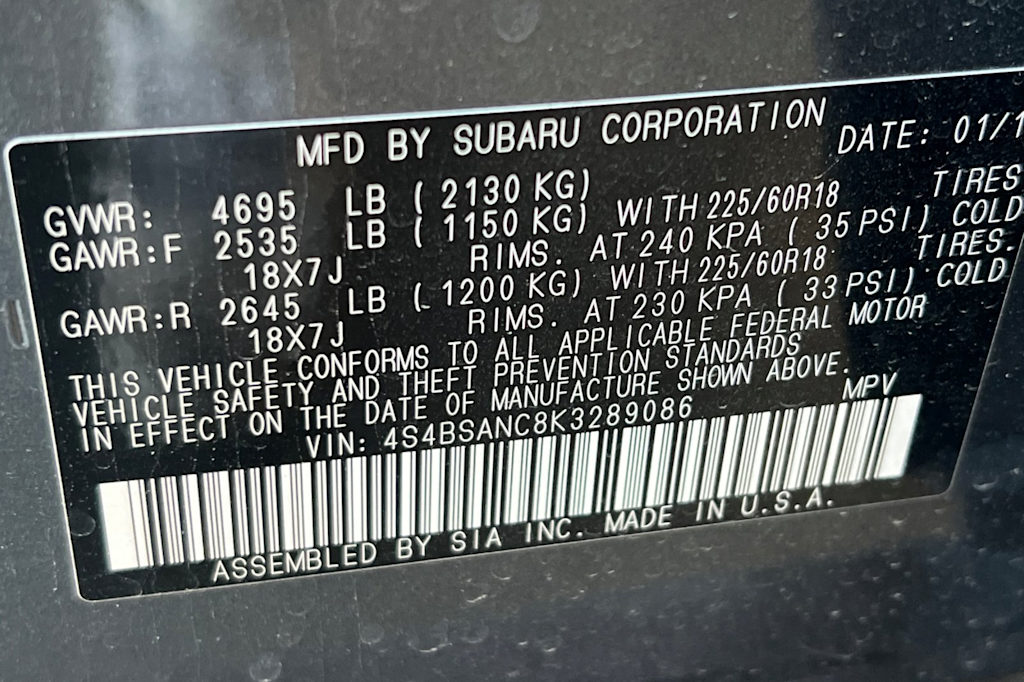 MFD BY SUBARU CORPORATION DATE: 01/1
GVWR: 4695 LB ( 2130 KG)
GAWR:F 2535 LB ( 1150 KG) WITH 225/60R18 TIRES
18X7J RIMS. AT 240 KPA ( 35 PSI) COLD
GAWR:R 2645 LB ( 1200 KG) WITH 225/60R18 TIRES.
18X7J RIMS. AT 230 KPA ( 33 PSI) COLD
THIS VEHICLE CONFORMS TO ALL APPLICABLE FEDERAL MOTOR
VEHICLE SAFETY AND THEFT PREVENTION STANDARDS
IN EFFECT ON THE DATE OF MANUFACTURE SHOWN ABOVE.
VIN: 4S4BSANC8K3289086 MPV
ASSEMBLED BY SIA INC. MADE IN U.S.A.